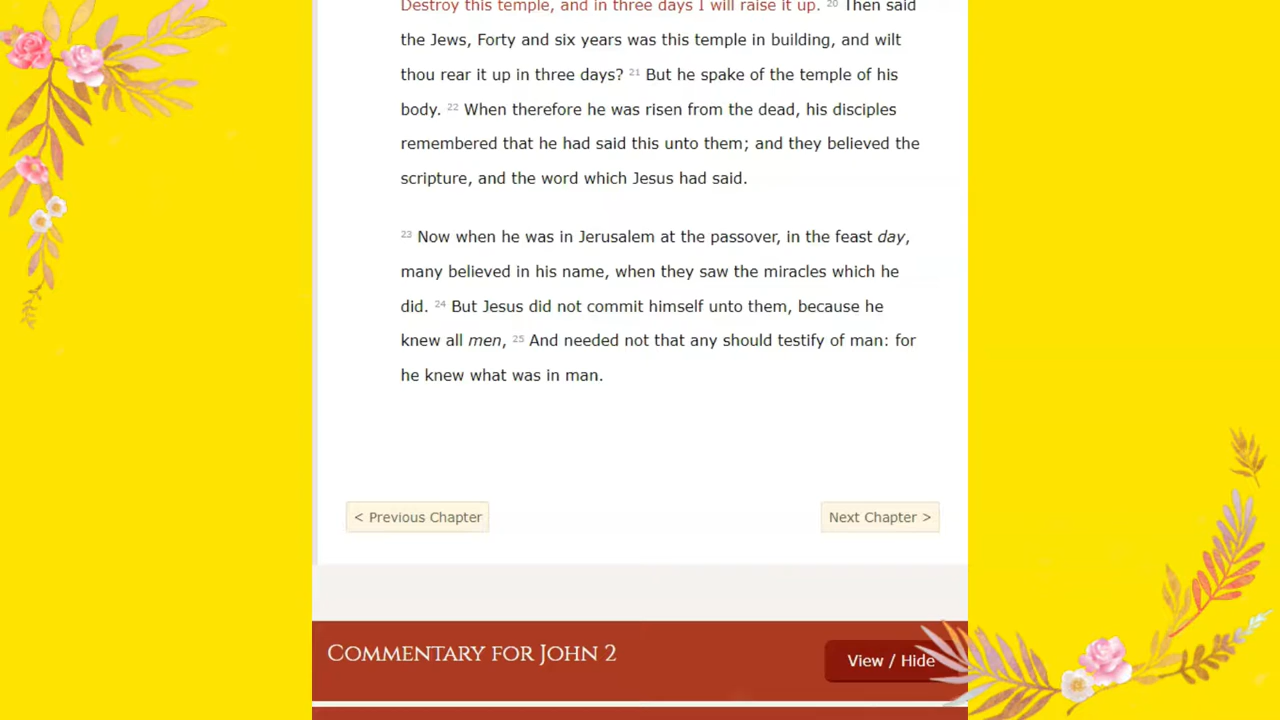 Destroy this temple, and in three days I will raise it up. 20 Then said
the Jews, Forty and six years was this temple in building, and wilt
thou rear it up in three days? 21 But he spake of the temple of his
body. 22 When therefore he was risen from the dead, his disciples
remembered that he had said this unto them; and they believed the
scripture, and the word which Jesus had said.
23 Now when he was in Jerusalem at the passover, in the feast day,
many believed in his name, when they saw the miracles which he
did. 24 But Jesus did not commit himself unto them, because he
knew all men, 25 And needed not that any should testify of man: for
he knew what was in man.
< Previous Chapter
Next Chapter >
Commentary for John 2
View / Hide